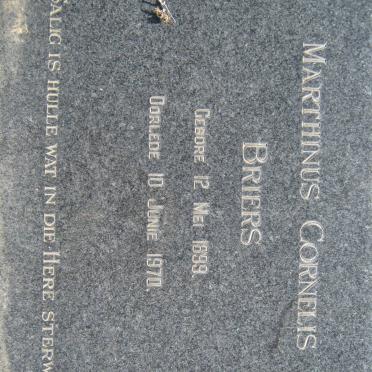 MARTHINUS CORNELIS
BRIERS
GEBORE 12 MEI 1899.
OORLEDE 10 JUNIE 1970.
SALIG IS HULLE WAT IN DIE HERE STERW